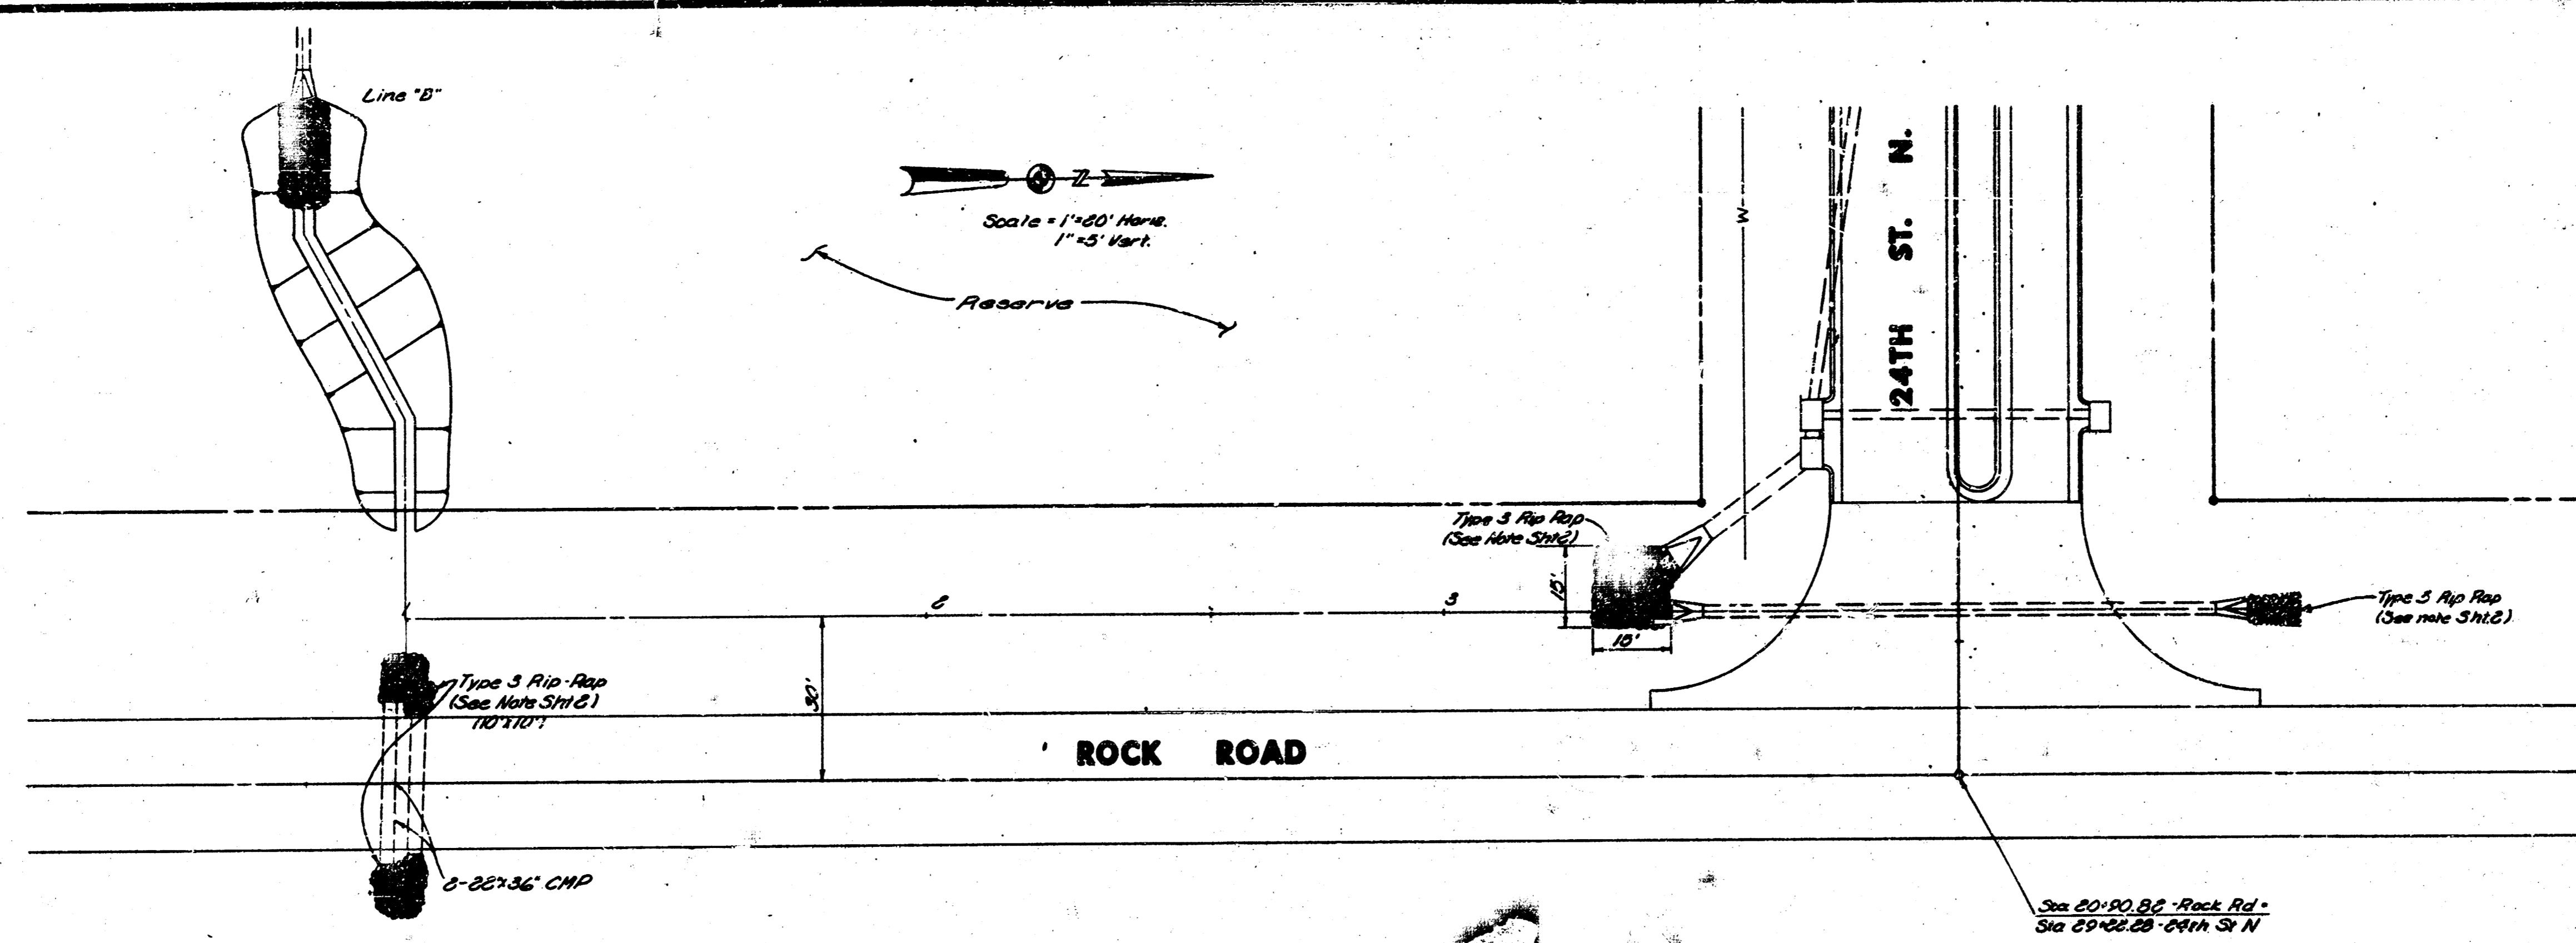 Line "B"
N
Scale = 1"=20' Horiz.
1"=5' Vert.
Reserve
24TH ST. N.
W
Type 3 Rip Rap
(See Note Sht 2)
15'
15'
2
3
Type 3 Rip Rap
(See note Sht. 2)
Type 3 Rip-Rap
(See Note Sht 2)
(10'x10')
30'
ROCK ROAD
2-22"x36" CMP
Sta 20+90.82 -Rock Rd =
Sta 29+22.28 -24th St N